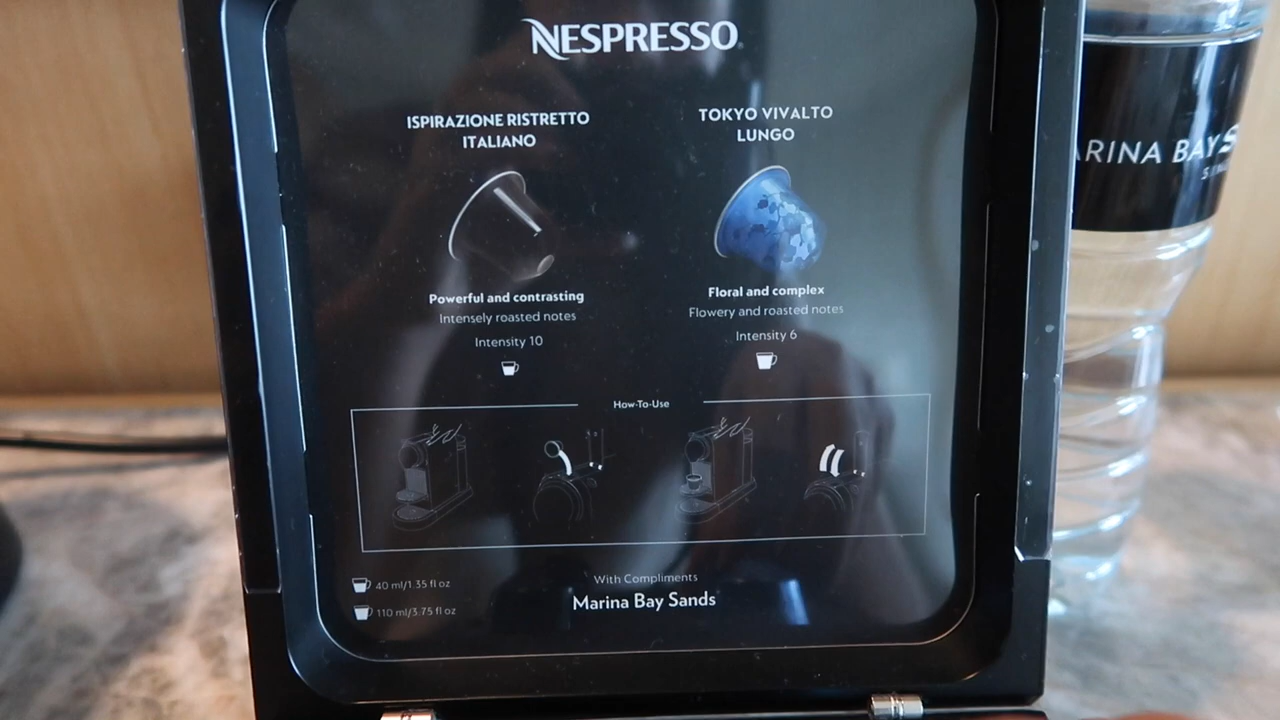 NESPRESSO
ISPIRAZIONE RISTRETTO
ITALIANO
Powerful and contrasting
Intensely roasted notes
Intensity 10
TOKYO VIVALTO
LUNGO
Floral and complex
Flowery and roasted notes
Intensity 6
How-To-Use
40 ml/1.35 fl oz
110 ml/3.75 fl oz
With Compliments
Marina Bay Sands
ARINA BAY S